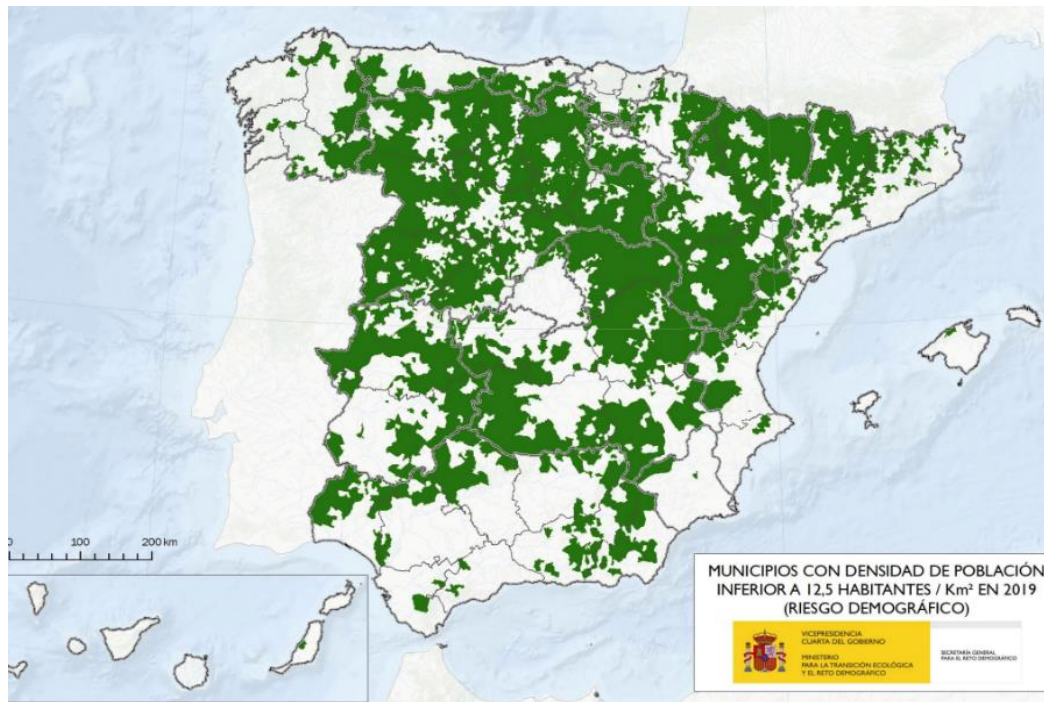 0 100 200 km
MUNICIPIOS CON DENSIDAD DE POBLACIÓN
INFERIOR A 12,5 HABITANTES / Km² EN 2019
(RIESGO DEMOGRÁFICO)
VICEPRESIDENCIA
CUARTA DEL GOBIERNO
MINISTERIO
PARA LA TRANSICIÓN ECOLÓGICA
Y EL RETO DEMOGRÁFICO
SECRETARÍA GENERAL
PARA EL RETO DEMOGRÁFICO